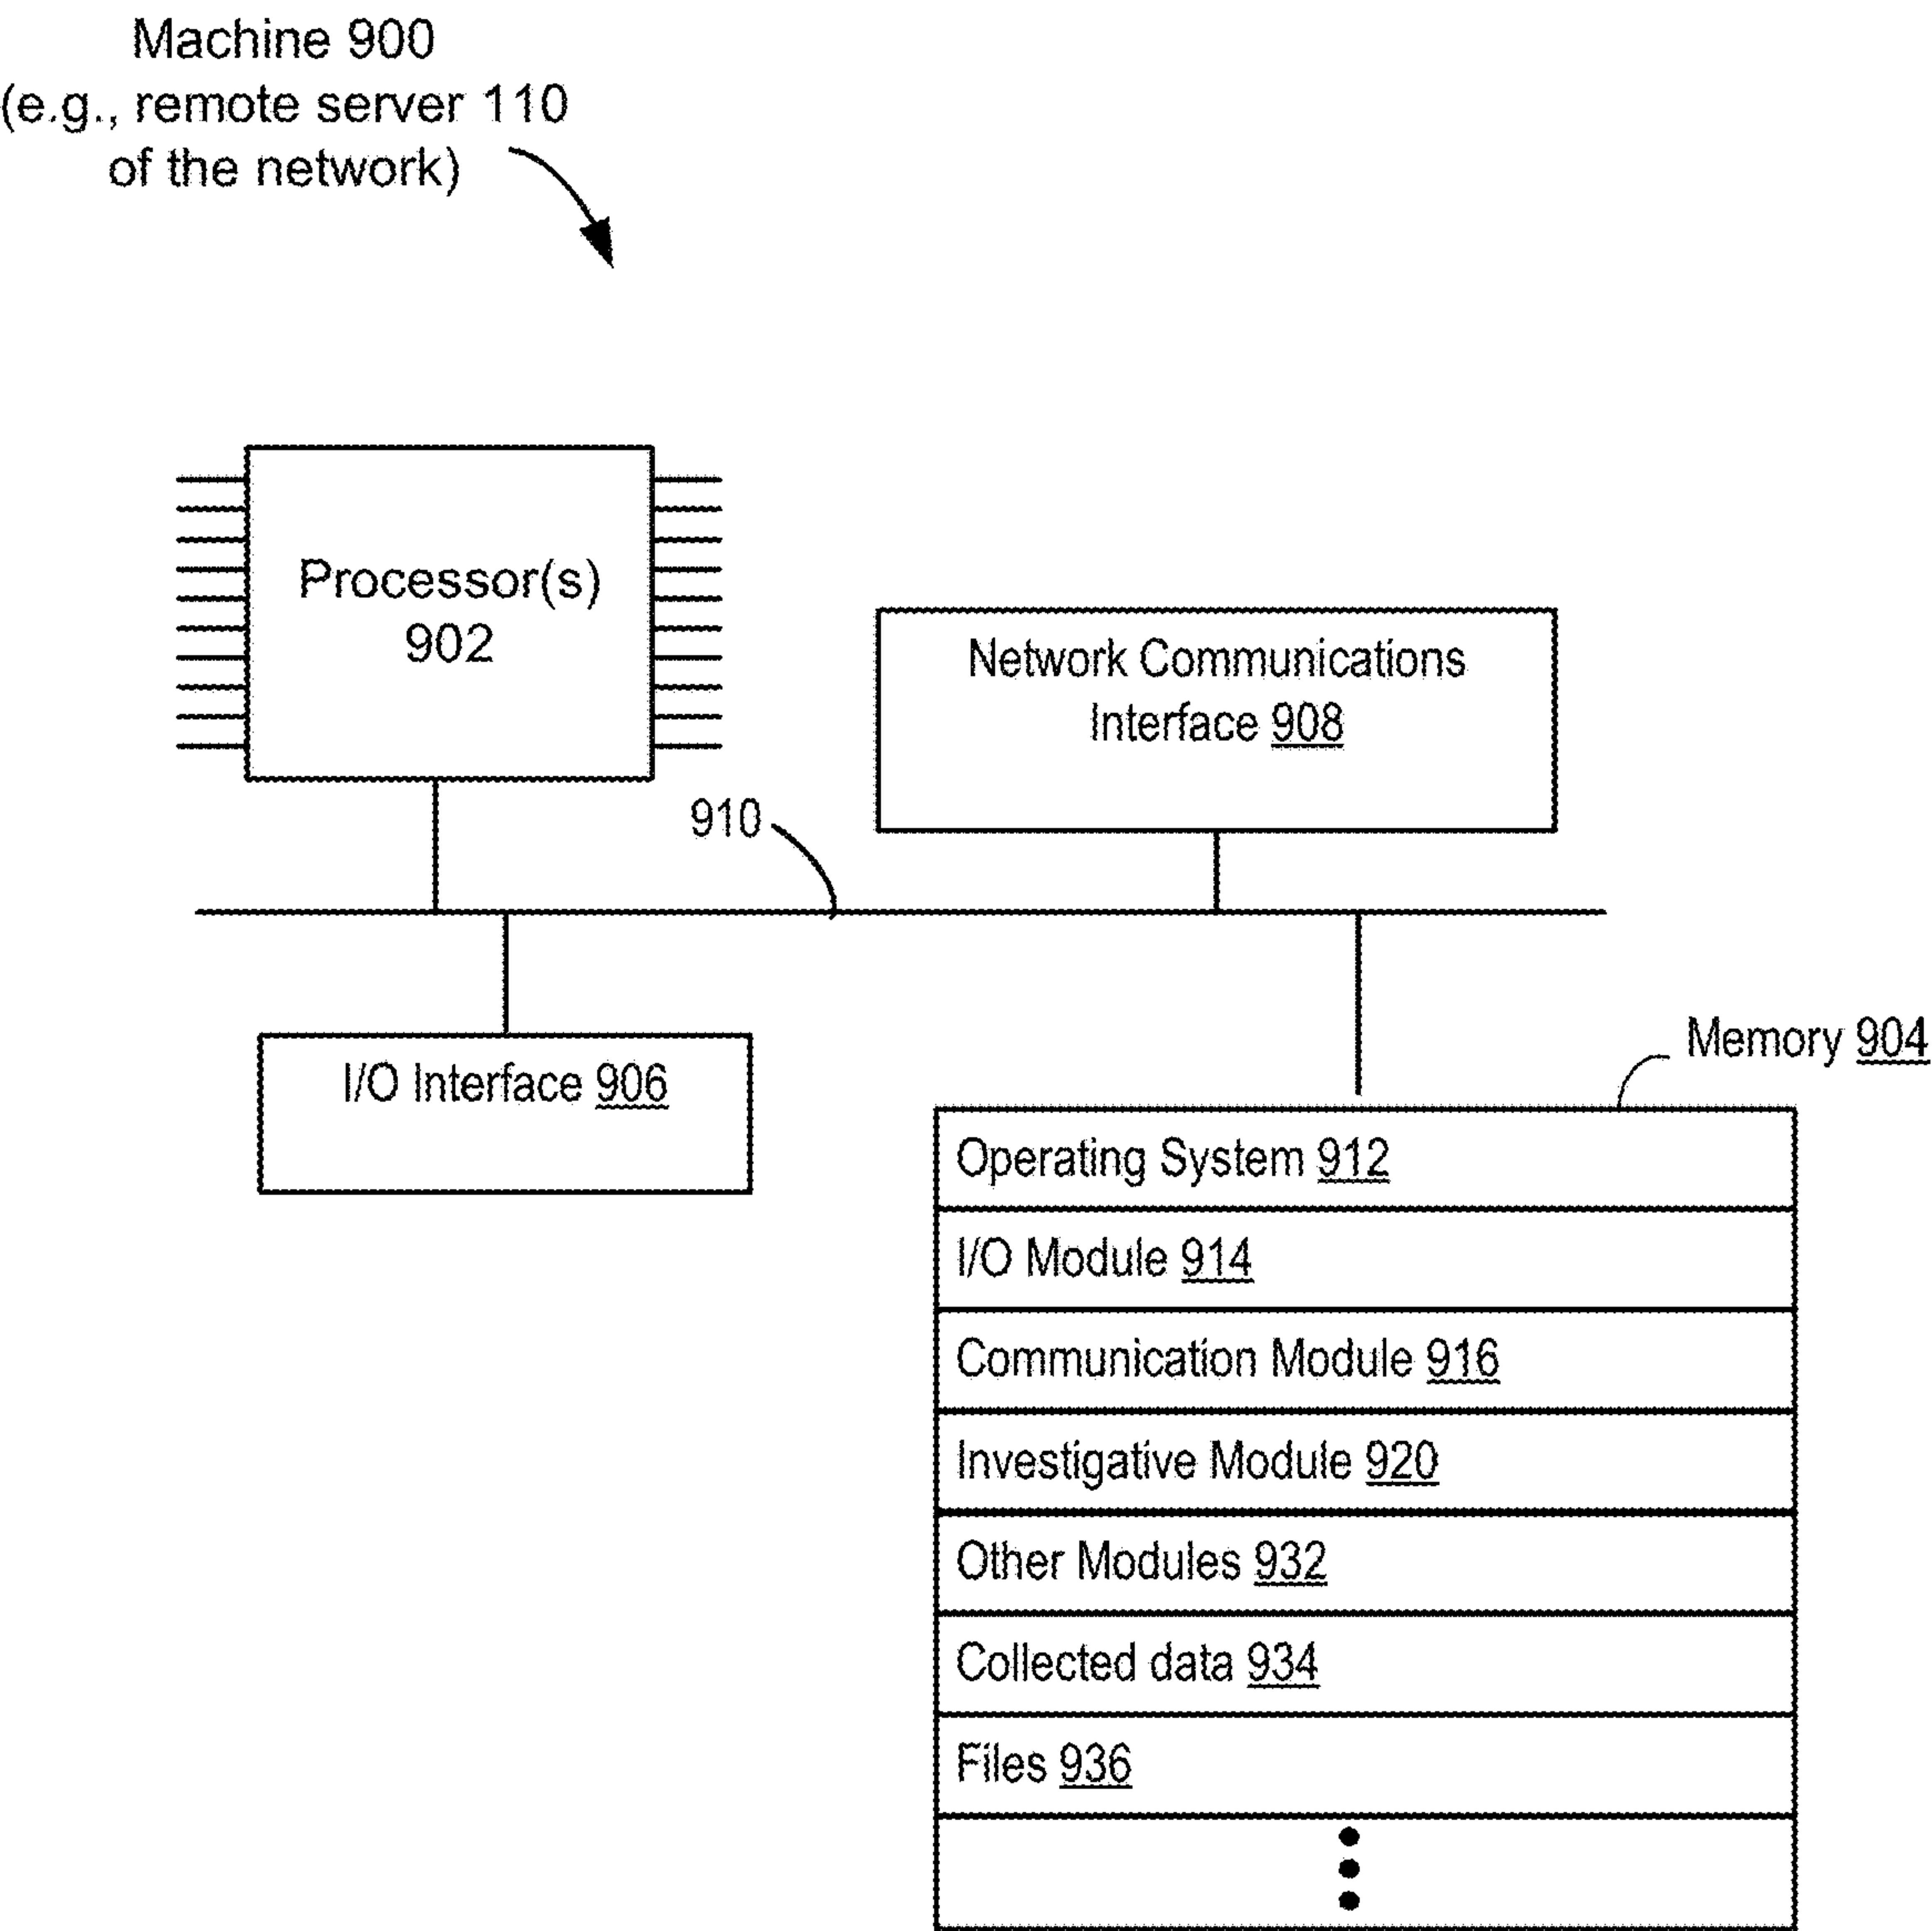 Machine 900
(e.g., remote server 110
of the network)
Processor(s)
902
Network Communications
Interface 908
910
I/O Interface 906
Memory 904
Operating System 912
I/O Module 914
Communication Module 916
Investigative Module 920
Other Modules 932
Collected data 934
Files 936